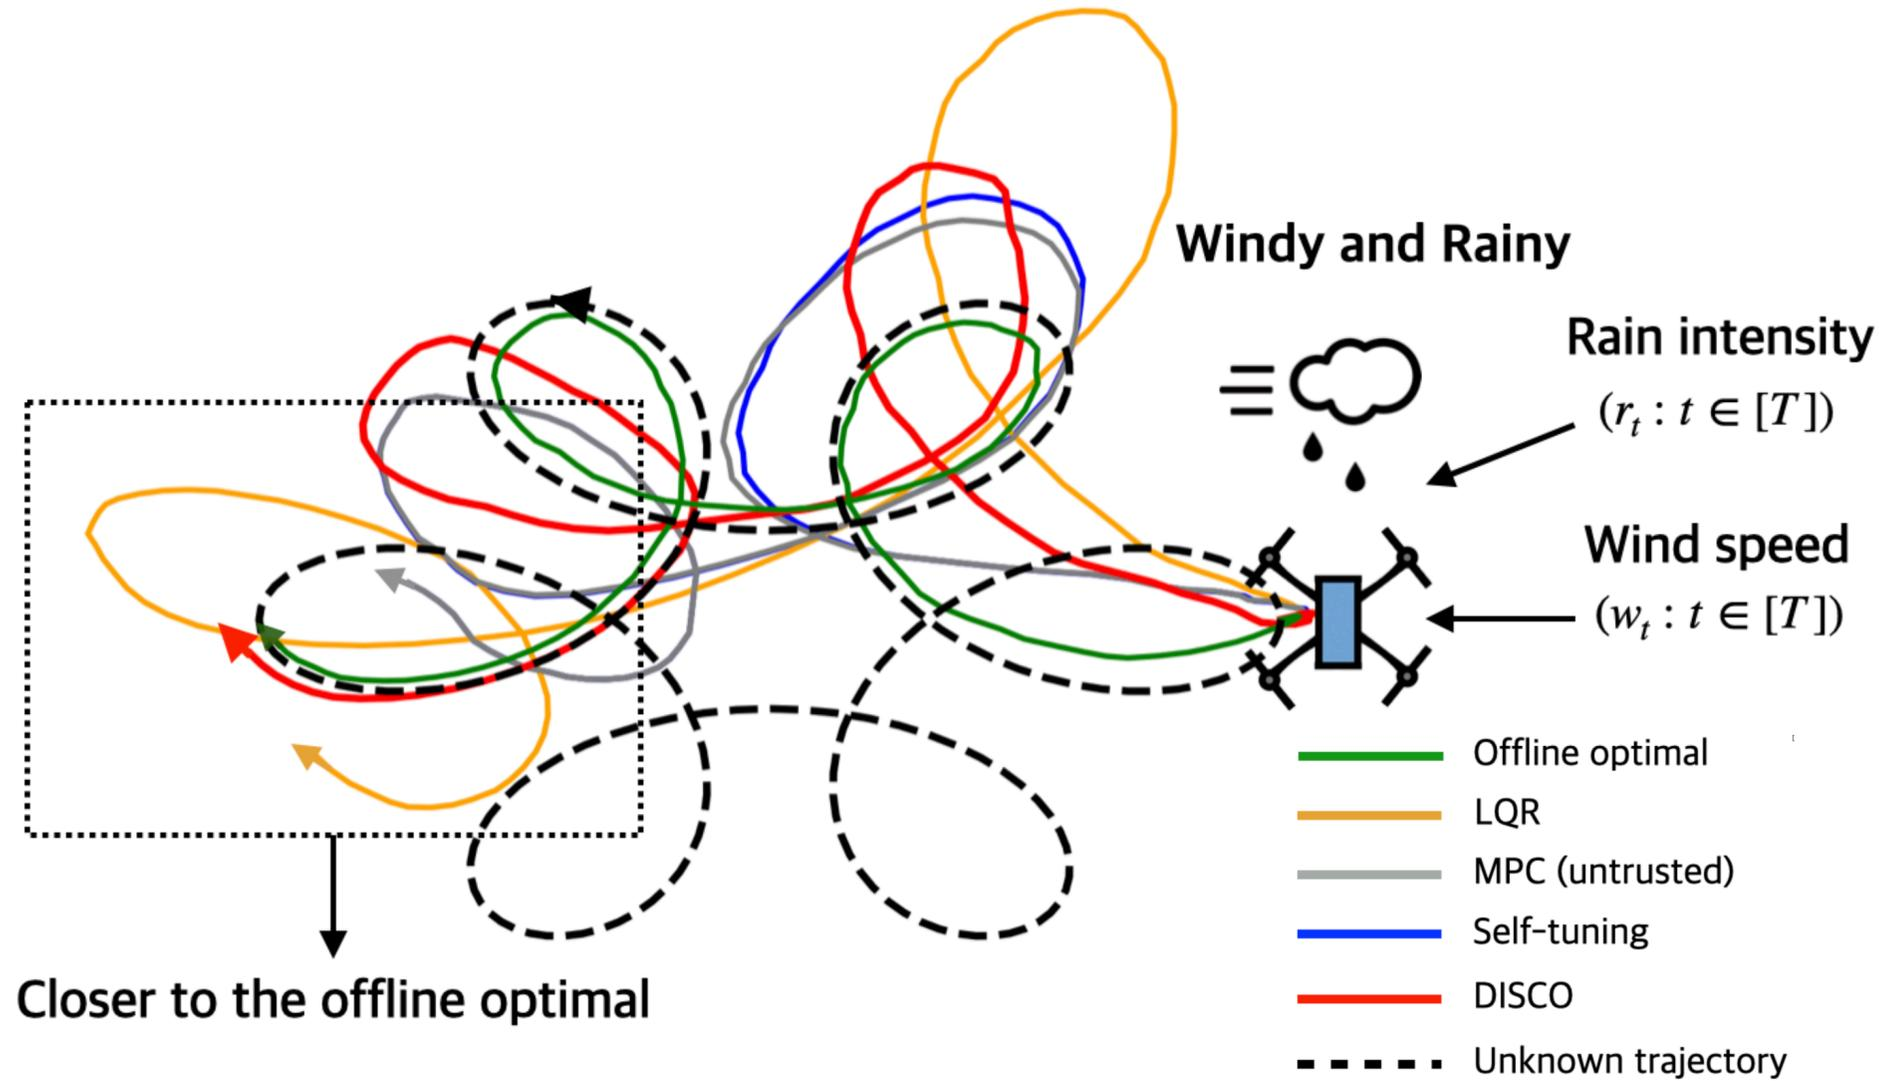 Windy and Rainy
Rain intensity
(r_t : t ∈ [T])
Wind speed
(w_t : t ∈ [T])
Offline optimal
LQR
MPC (untrusted)
Self-tuning
DISCO
Unknown trajectory
Closer to the offline optimal